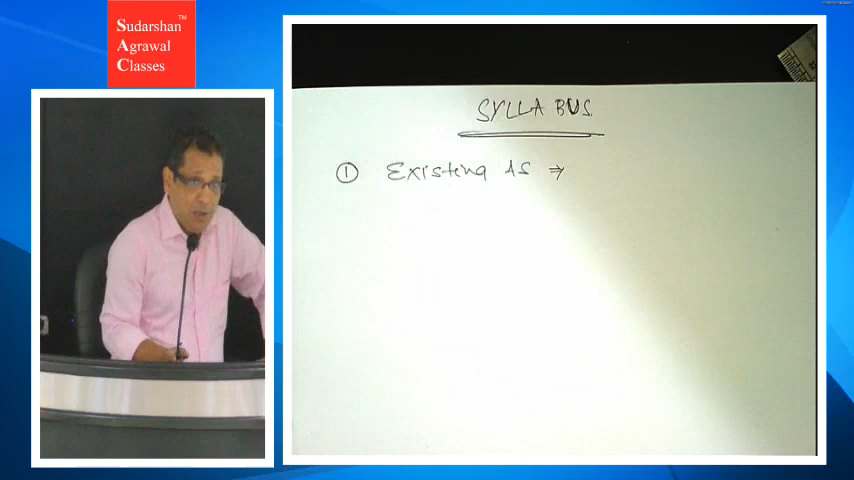 Sudarshan™
Agrawal
Classes
SYLLABUS
① Existing AS ⇒